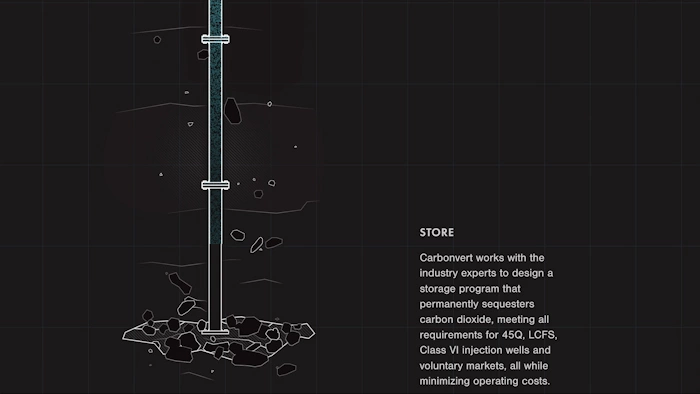 STORE
Carbonvert works with the
industry experts to design a
storage program that
permanently sequesters
carbon dioxide, meeting all
requirements for 45Q, LCFS,
Class VI injection wells and
voluntary markets, all while
minimizing operating costs.